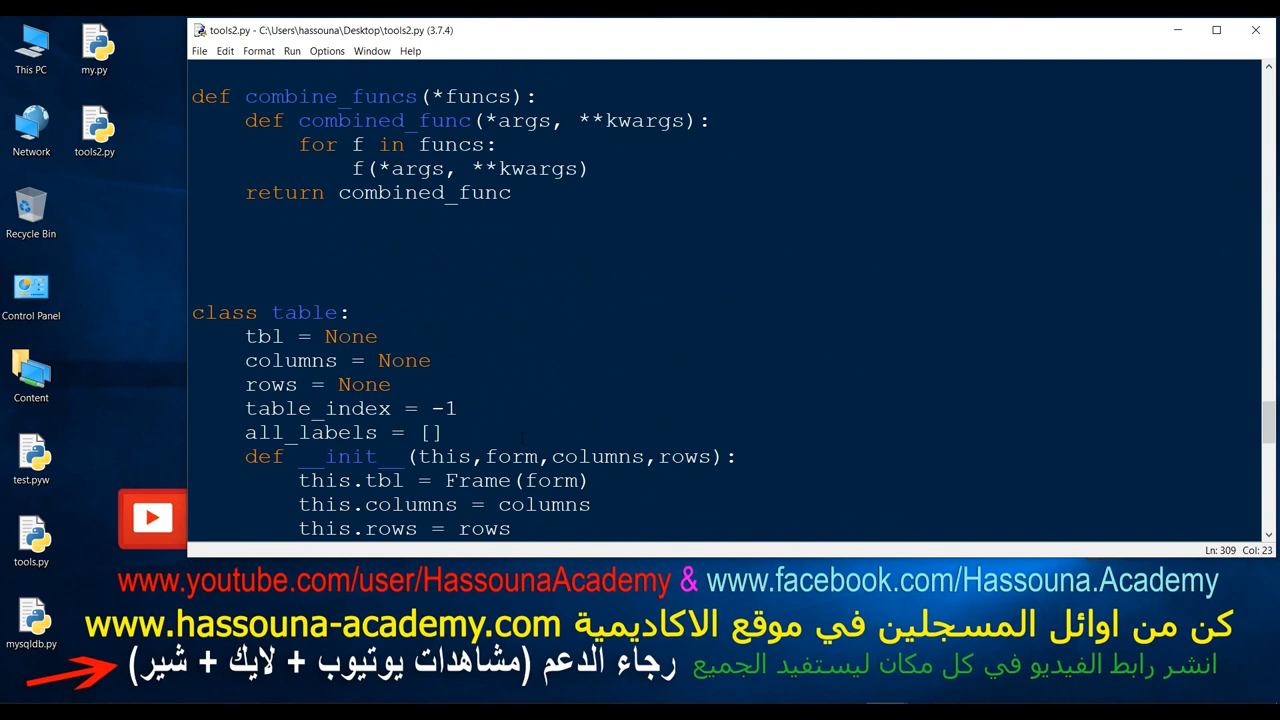 tools2.py - C:\Users\hassouna\Desktop\tools2.py (3.7.4)
File Edit Format Run Options Window Help
This PC
my.py
Network
tools2.py
Recycle Bin
Control Panel
Content
test.pyw
tools.py
mysqldb.py
def combine_funcs(*funcs):
    def combined_func(*args, **kwargs):
        for f in funcs:
            f(*args, **kwargs)
    return combined_func
class table:
    tbl = None
    columns = None
    rows = None
    table_index = -1
    all_labels = []
    def __init__(this,form,columns,rows):
        this.tbl = Frame(form)
        this.columns = columns
        this.rows = rows
Ln: 309 Col: 23
www.youtube.com/user/HassounaAcademy & www.facebook.com/Hassouna.Academy
كن من اوائل المسجلين في موقع الاكاديمية www.hassouna-academy.com
انشر رابط الفيديو في كل مكان ليستفيد الجميع رجاء الدعم (مشاهدات يوتيوب + لايك + شير)